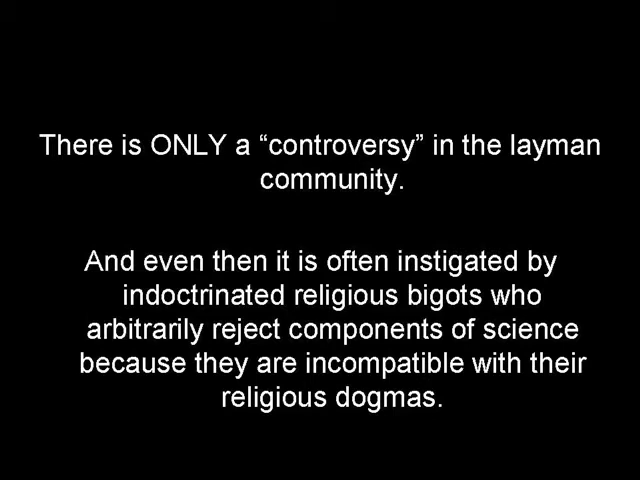 There is ONLY a “controversy” in the layman
community.
And even then it is often instigated by
indoctrinated religious bigots who
arbitrarily reject components of science
because they are incompatible with their
religious dogmas.